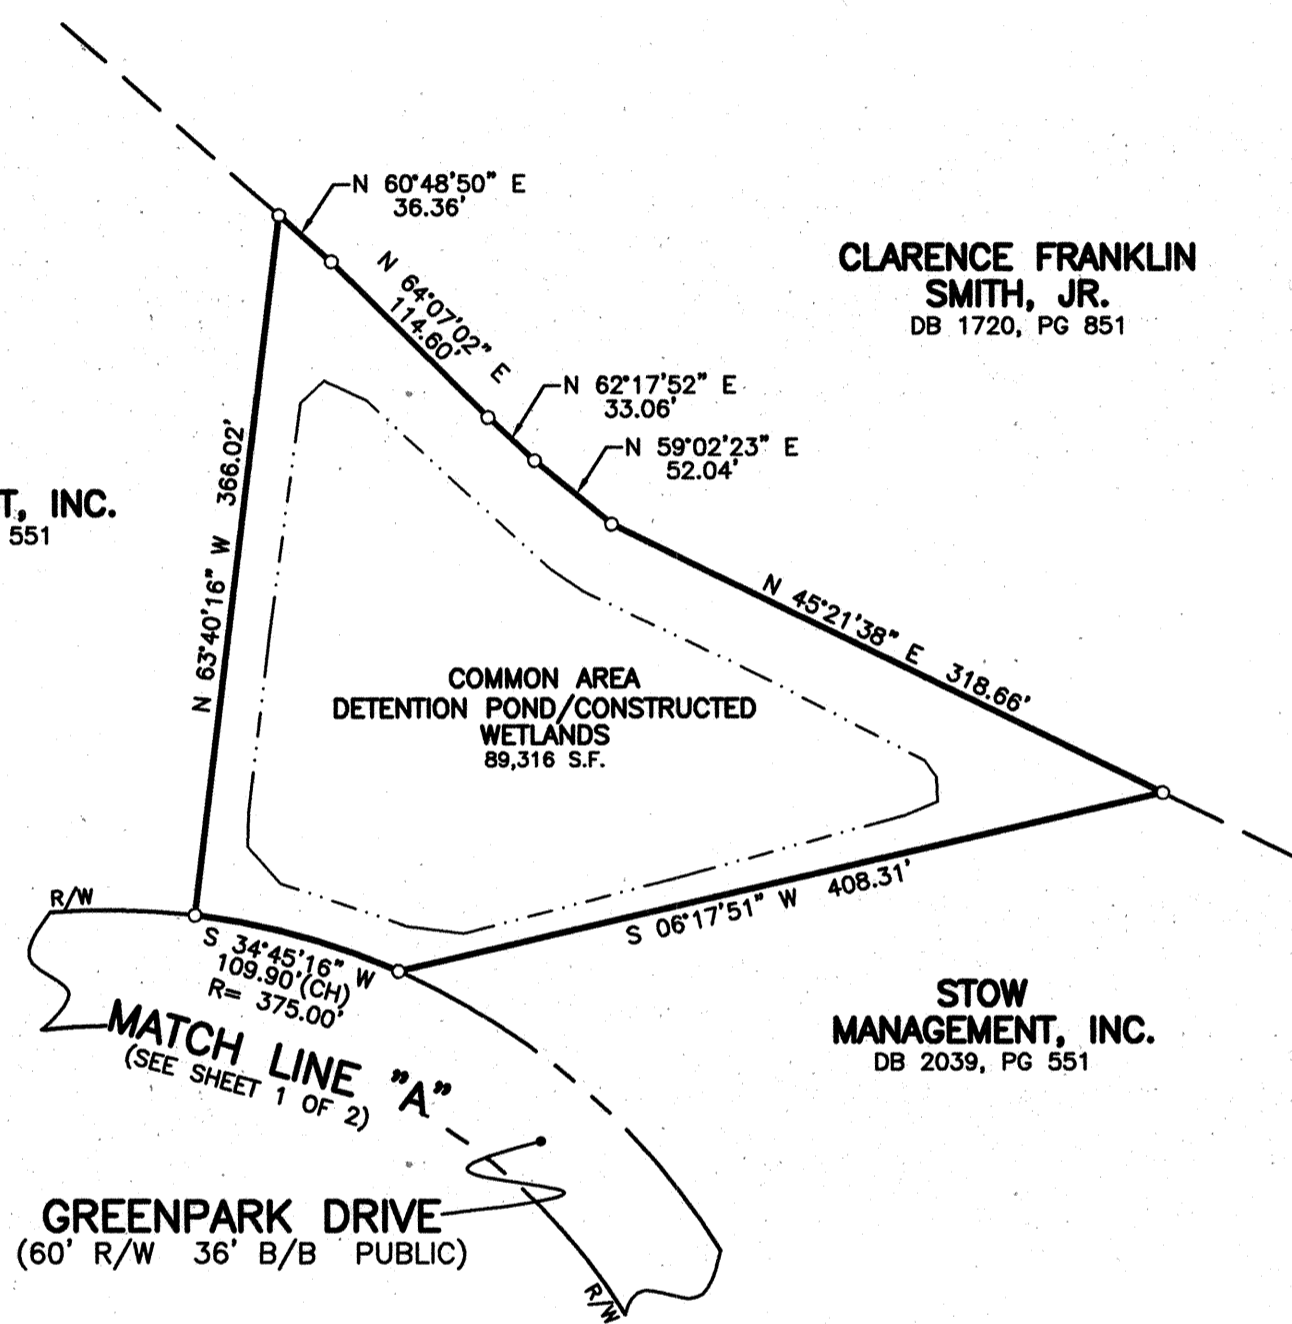 N 60°48'50" E
36.36'
N 64°07'02" E
114.60'
CLARENCE FRANKLIN
SMITH, JR.
DB 1720, PG 851
N 62°17'52" E
33.06'
N 59°02'23" E
52.04'
T, INC.
551
N 63°40'16" W 366.02'
N 45°21'38" E 318.66'
COMMON AREA
DETENTION POND/CONSTRUCTED
WETLANDS
89,316 S.F.
S 06°17'51" W 408.31'
R/W
S 34°45'16" W
109.90'(CH)
R= 375.00'
STOW
MANAGEMENT, INC.
DB 2039, PG 551
MATCH LINE "A"
(SEE SHEET 1 OF 2)
GREENPARK DRIVE
(60' R/W 36' B/B PUBLIC)
R/W